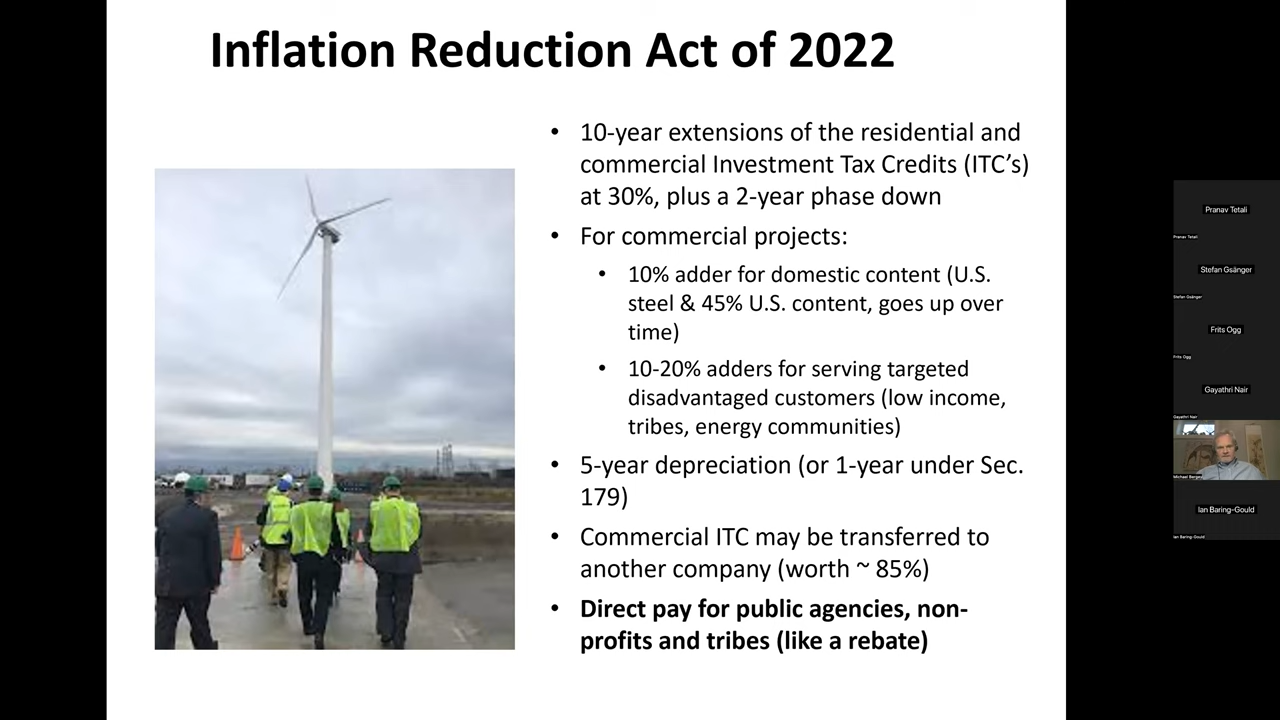 Inflation Reduction Act of 2022
• 10-year extensions of the residential and
commercial Investment Tax Credits (ITC’s)
at 30%, plus a 2-year phase down
• For commercial projects:
• 10% adder for domestic content (U.S.
steel & 45% U.S. content, goes up over
time)
• 10-20% adders for serving targeted
disadvantaged customers (low income,
tribes, energy communities)
• 5-year depreciation (or 1-year under Sec.
179)
• Commercial ITC may be transferred to
another company (worth ~ 85%)
• Direct pay for public agencies, non-
profits and tribes (like a rebate)
Pranav Tetali
Pranav Tetali
Stefan Gsänger
Stefan Gsänger
Frits Ogg
Frits Ogg
Gayathri Nair
Gayathri Nair
Michael Bergey
Ian Baring-Gould
Ian Baring-Gould